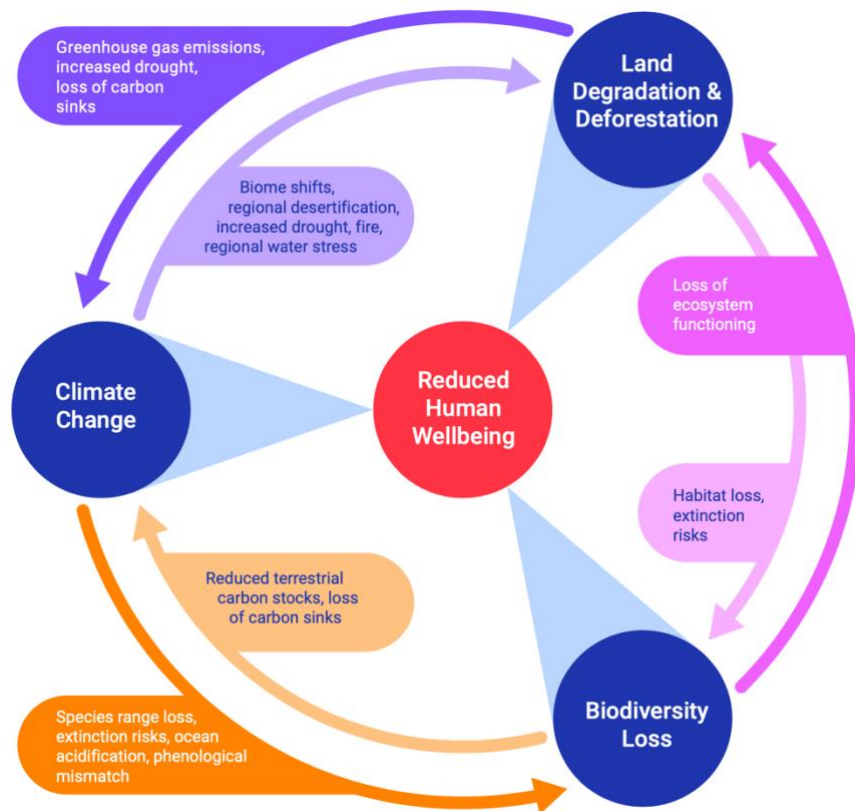 Greenhouse gas emissions,
increased drought,
loss of carbon
sinks
Land
Degradation &
Deforestation
Biome shifts,
regional desertification,
increased drought, fire,
regional water stress
Loss of
ecosystem
functioning
Climate
Change
Reduced
Human
Wellbeing
Habitat loss,
extinction
risks
Reduced terrestrial
carbon stocks, loss
of carbon sinks
Biodiversity
Loss
Species range loss,
extinction risks, ocean
acidification, phenological
mismatch